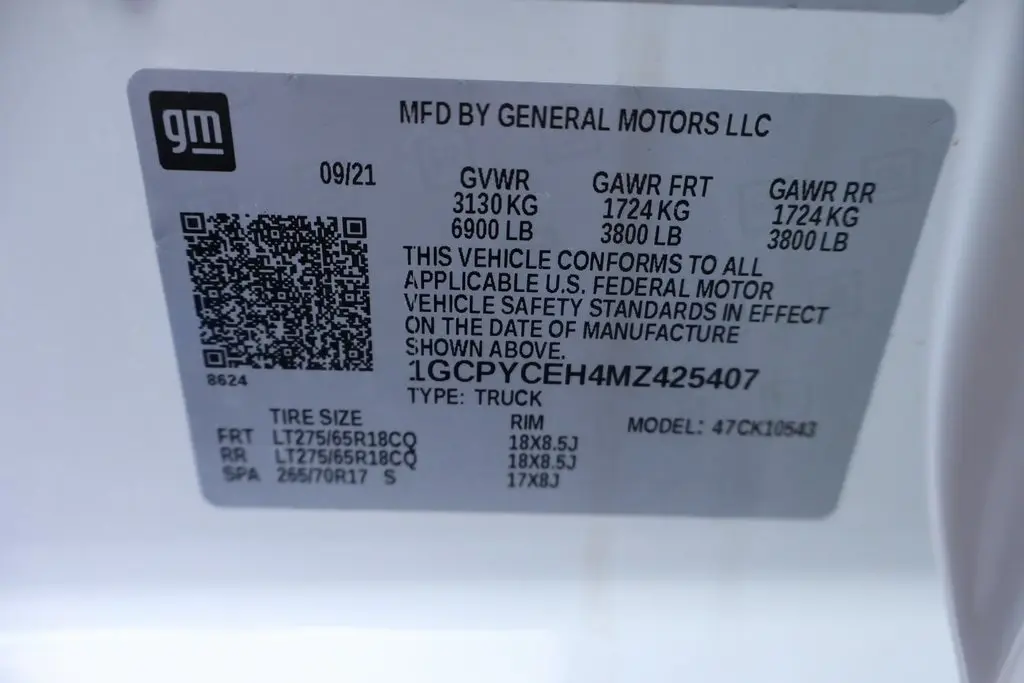 gm
MFD BY GENERAL MOTORS LLC
09/21 GVWR GAWR FRT GAWR RR
3130 KG 1724 KG 1724 KG
6900 LB 3800 LB 3800 LB
THIS VEHICLE CONFORMS TO ALL
APPLICABLE U.S. FEDERAL MOTOR
VEHICLE SAFETY STANDARDS IN EFFECT
ON THE DATE OF MANUFACTURE
SHOWN ABOVE.
8624
1GCPYCEH4MZ425407
TYPE: TRUCK
TIRE SIZE RIM MODEL: 47CK10543
FRT LT275/65R18CQ 18X8.5J
RR LT275/65R18CQ 18X8.5J
SPA 265/70R17 S 17X8J